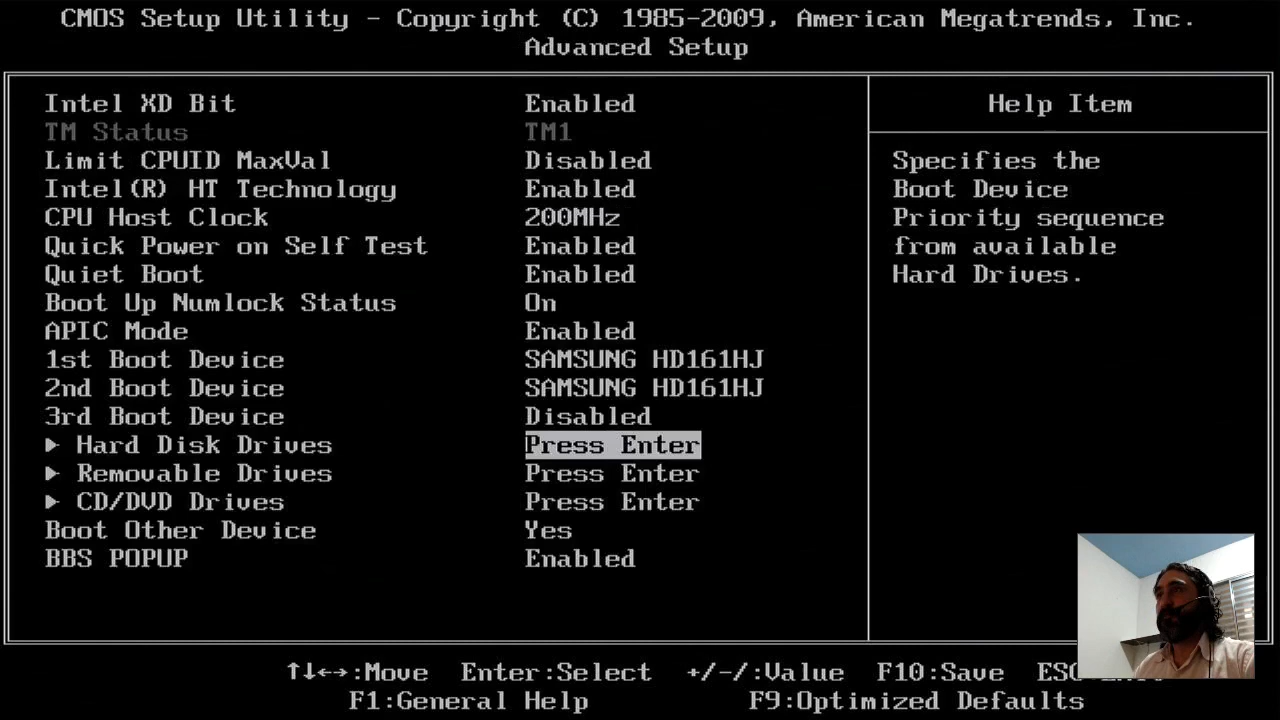 CMOS Setup Utility - Copyright (C) 1985-2009, American Megatrends, Inc.
Advanced Setup
Intel XD Bit Enabled
TM Status TM1
Limit CPUID MaxVal Disabled
Intel(R) HT Technology Enabled
CPU Host Clock 200MHz
Quick Power on Self Test Enabled
Quiet Boot Enabled
Boot Up Numlock Status On
APIC Mode Enabled
1st Boot Device SAMSUNG HD161HJ
2nd Boot Device SAMSUNG HD161HJ
3rd Boot Device Disabled
► Hard Disk Drives Press Enter
► Removable Drives Press Enter
► CD/DVD Drives Press Enter
Boot Other Device Yes
BBS POPUP Enabled
Help Item
Specifies the
Boot Device
Priority sequence
from available
Hard Drives.
↑↓←→:Move Enter:Select +/-/:Value F10:Save
F1:General Help F9:Optimized Defaults